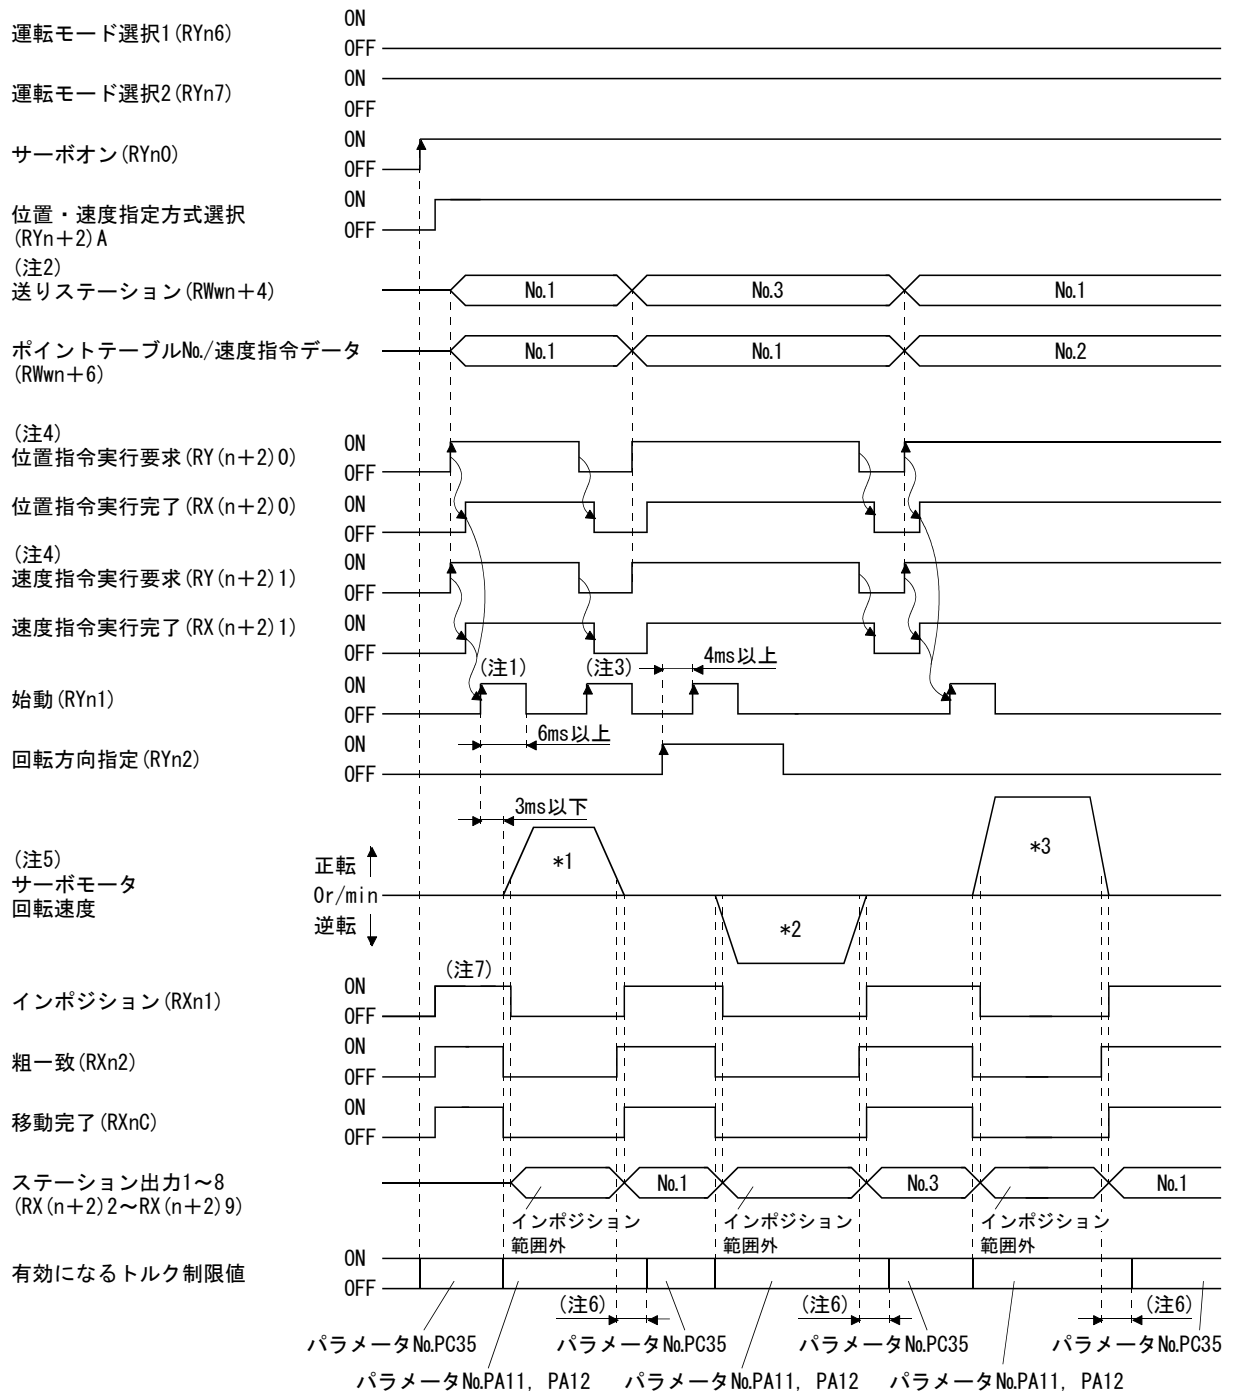 運転モード選択1(RYn6)
ON
OFF
運転モード選択2(RYn7)
ON
OFF
サーボオン(RYn0)
ON
OFF
位置・速度指定方式選択
(RYn+2)A
ON
OFF
(注2)
送りステーション(RWwn+4)
No.1
No.3
No.1
ポイントテーブルNo./速度指令データ
(RWwn+6)
No.1
No.1
No.2
(注4)
位置指令実行要求(RY(n+2)0)
ON
OFF
位置指令実行完了(RX(n+2)0)
ON
OFF
(注4)
速度指令実行要求(RY(n+2)1)
ON
OFF
速度指令実行完了(RX(n+2)1)
ON
OFF
(注1)
(注3)
4ms以上
始動(RYn1)
ON
OFF
6ms以上
回転方向指定(RYn2)
ON
OFF
3ms以下
(注5)
サーボモータ
回転速度
正転
0r/min
逆転
*1
*2
*3
(注7)
インポジション(RXn1)
ON
OFF
粗一致(RXn2)
ON
OFF
移動完了(RXnC)
ON
OFF
ステーション出力1～8
(RX(n+2)2～RX(n+2)9)
No.1
No.3
No.1
インポジション
範囲外
インポジション
範囲外
インポジション
範囲外
有効になるトルク制限値
ON
OFF
(注6)
(注6)
(注6)
パラメータNo.PC35
パラメータNo.PC35
パラメータNo.PC35
パラメータNo.PC35
パラメータNo.PA11, PA12
パラメータNo.PA11, PA12
パラメータNo.PA11, PA12